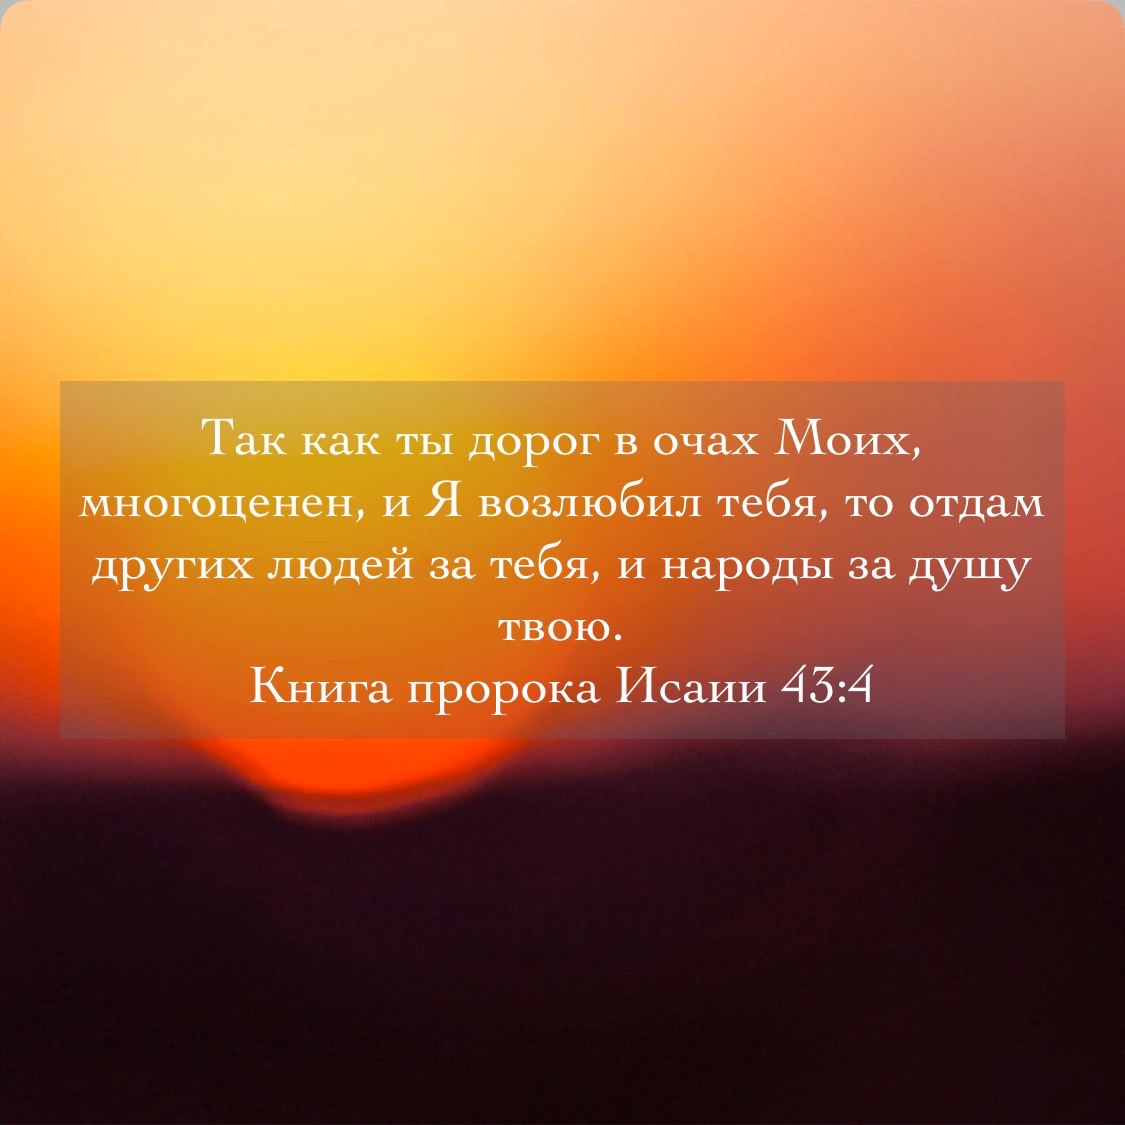 Так как ты дорог в очах Моих,
многоценен, и Я возлюбил тебя, то отдам
других людей за тебя, и народы за душу
твою.
Книга пророка Исаии 43:4